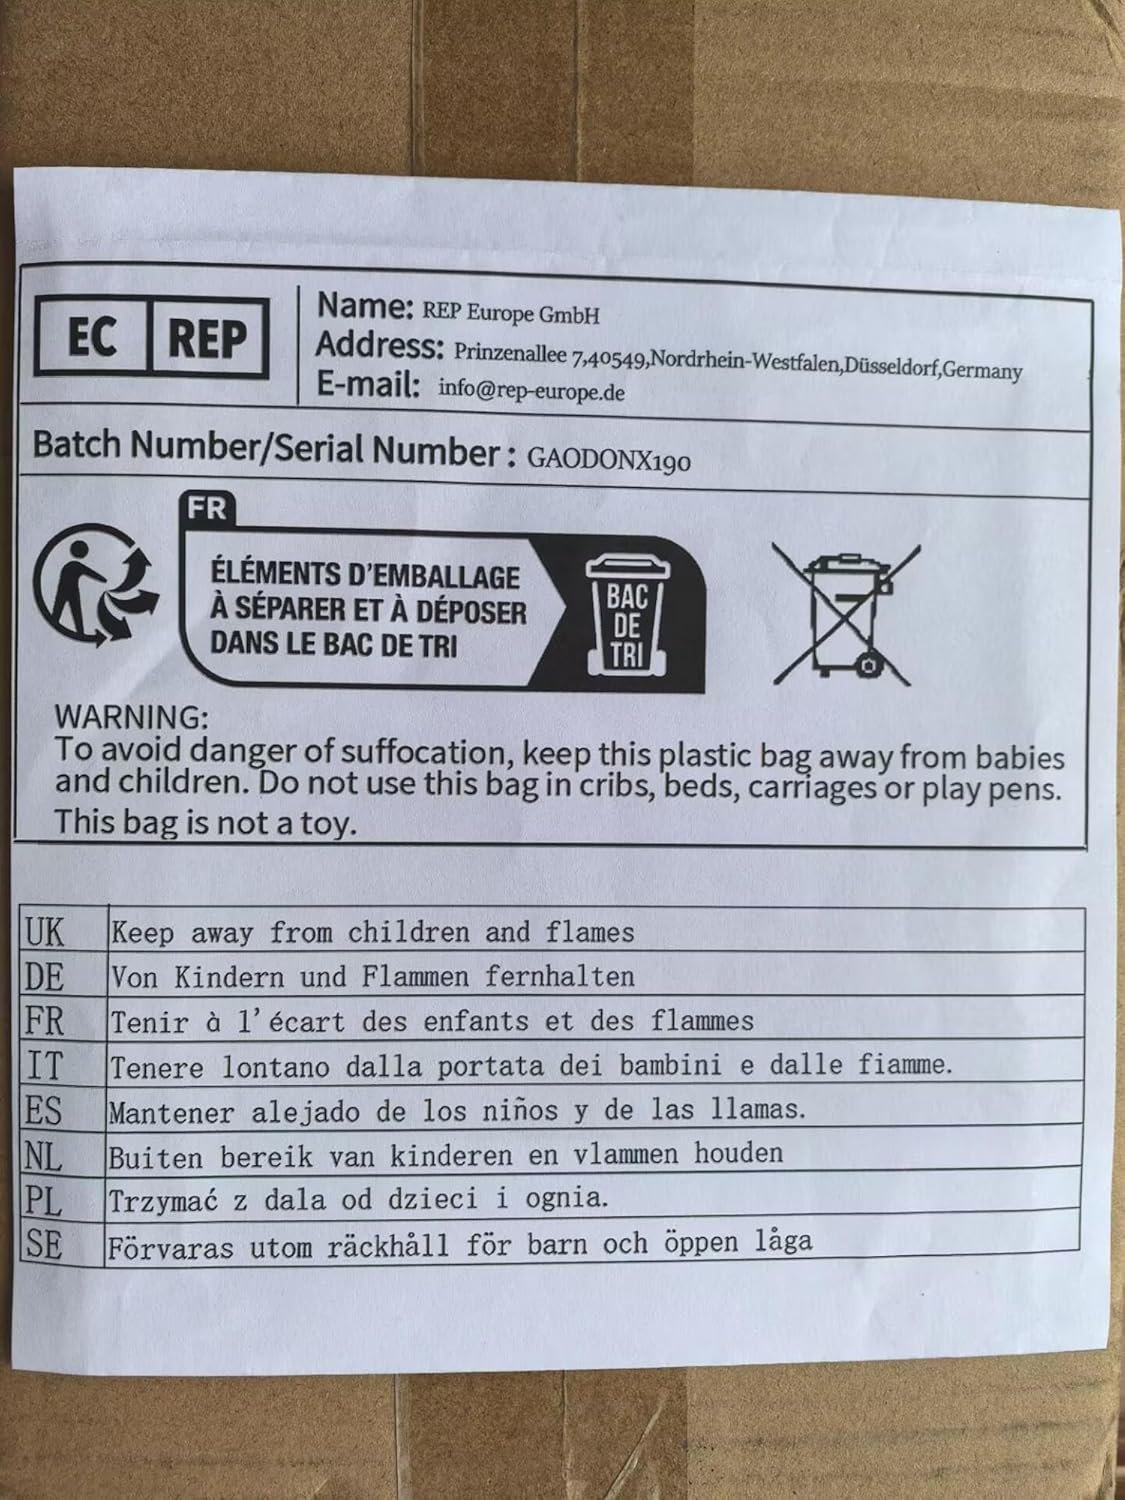 EC REP
Name: REP Europe GmbH
Address: Prinzenallee 7,40549,Nordrhein-Westfalen,Düsseldorf,Germany
E-mail: info@rep-europe.de
Batch Number/Serial Number : GAODONX190
FR
ÉLÉMENTS D'EMBALLAGE
À SÉPARER ET À DÉPOSER
DANS LE BAC DE TRI
BAC
DE
TRI
WARNING:
To avoid danger of suffocation, keep this plastic bag away from babies
and children. Do not use this bag in cribs, beds, carriages or play pens.
This bag is not a toy.
UK Keep away from children and flames
DE Von Kindern und Flammen fernhalten
FR Tenir à l'écart des enfants et des flammes
IT Tenere lontano dalla portata dei bambini e dalle fiamme.
ES Mantener alejado de los niños y de las llamas.
NL Buiten bereik van kinderen en vlammen houden
PL Trzymać z dala od dzieci i ognia.
SE Förvaras utom räckhåll för barn och öppen låga